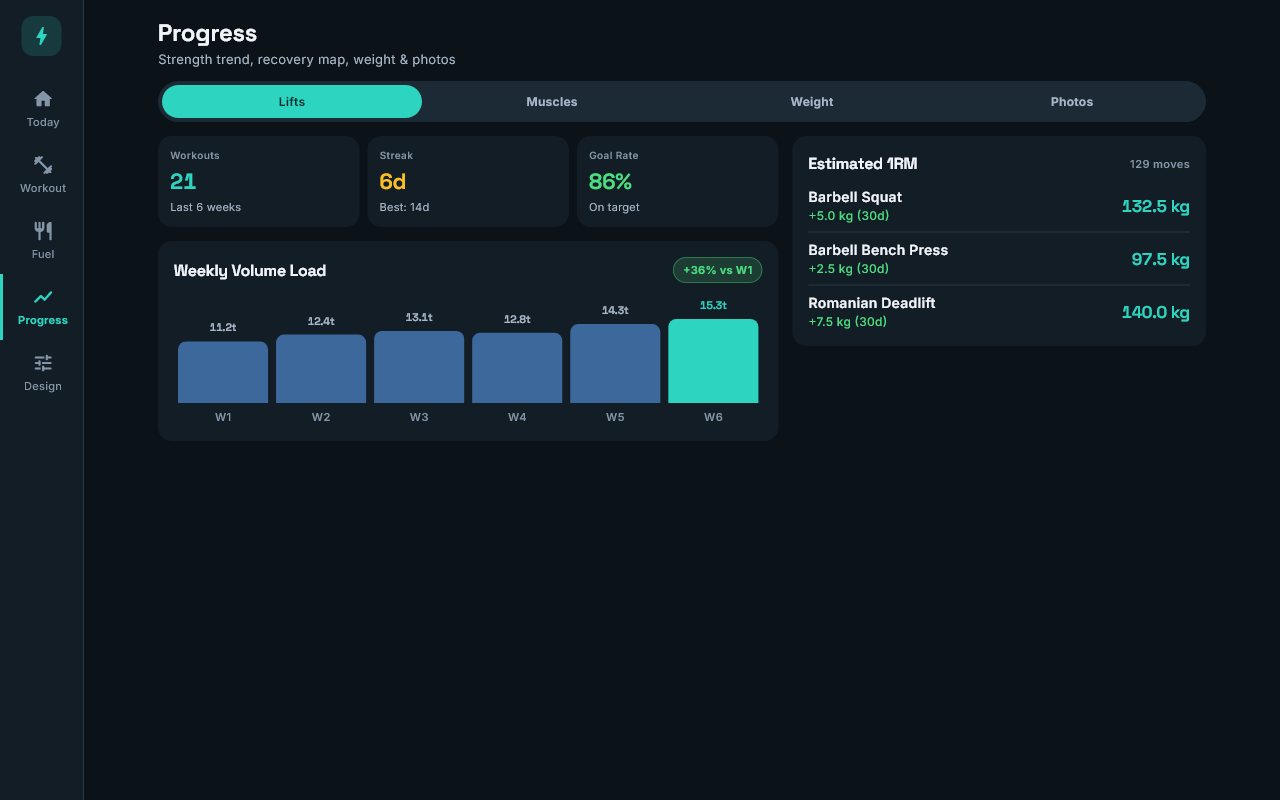 Today
Workout
Fuel
Progress
Design
Progress
Strength trend, recovery map, weight & photos
Lifts
Muscles
Weight
Photos
Workouts
21
Last 6 weeks
Streak
6d
Best: 14d
Goal Rate
86%
On target
Weekly Volume Load
+36% vs W1
11.2t
12.4t
13.1t
12.8t
14.3t
15.3t
W1
W2
W3
W4
W5
W6
Estimated 1RM
129 moves
Barbell Squat
+5.0 kg (30d)
132.5 kg
Barbell Bench Press
+2.5 kg (30d)
97.5 kg
Romanian Deadlift
+7.5 kg (30d)
140.0 kg